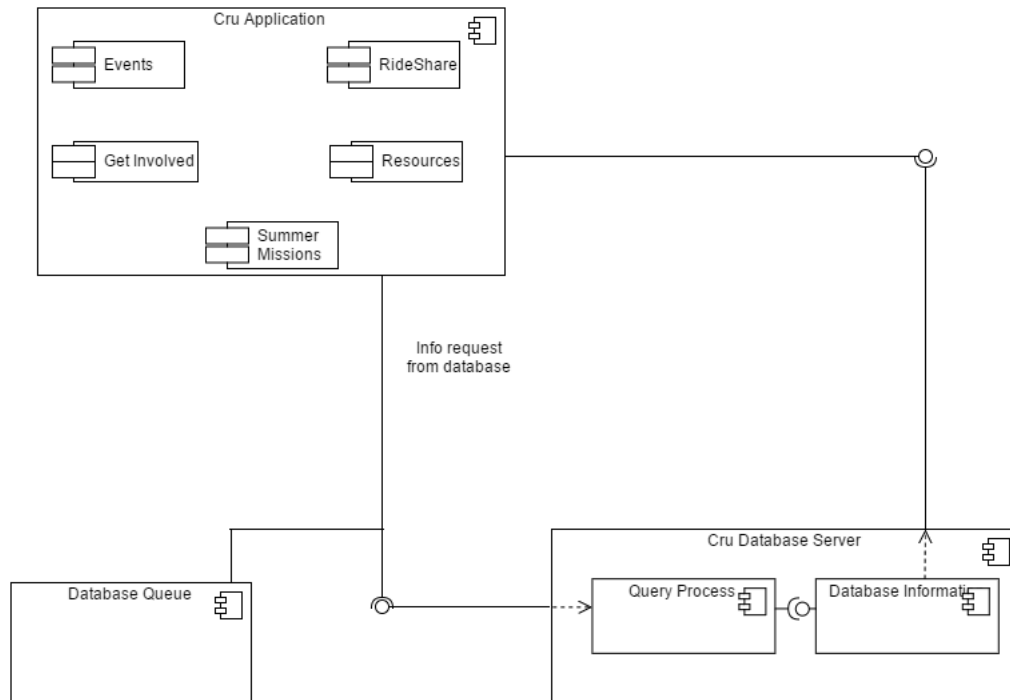 Cru Application
Events
RideShare
Get Involved
Resources
Summer
Missions
Info request
from database
Cru Database Server
Database Queue
Query Process
Database Informati